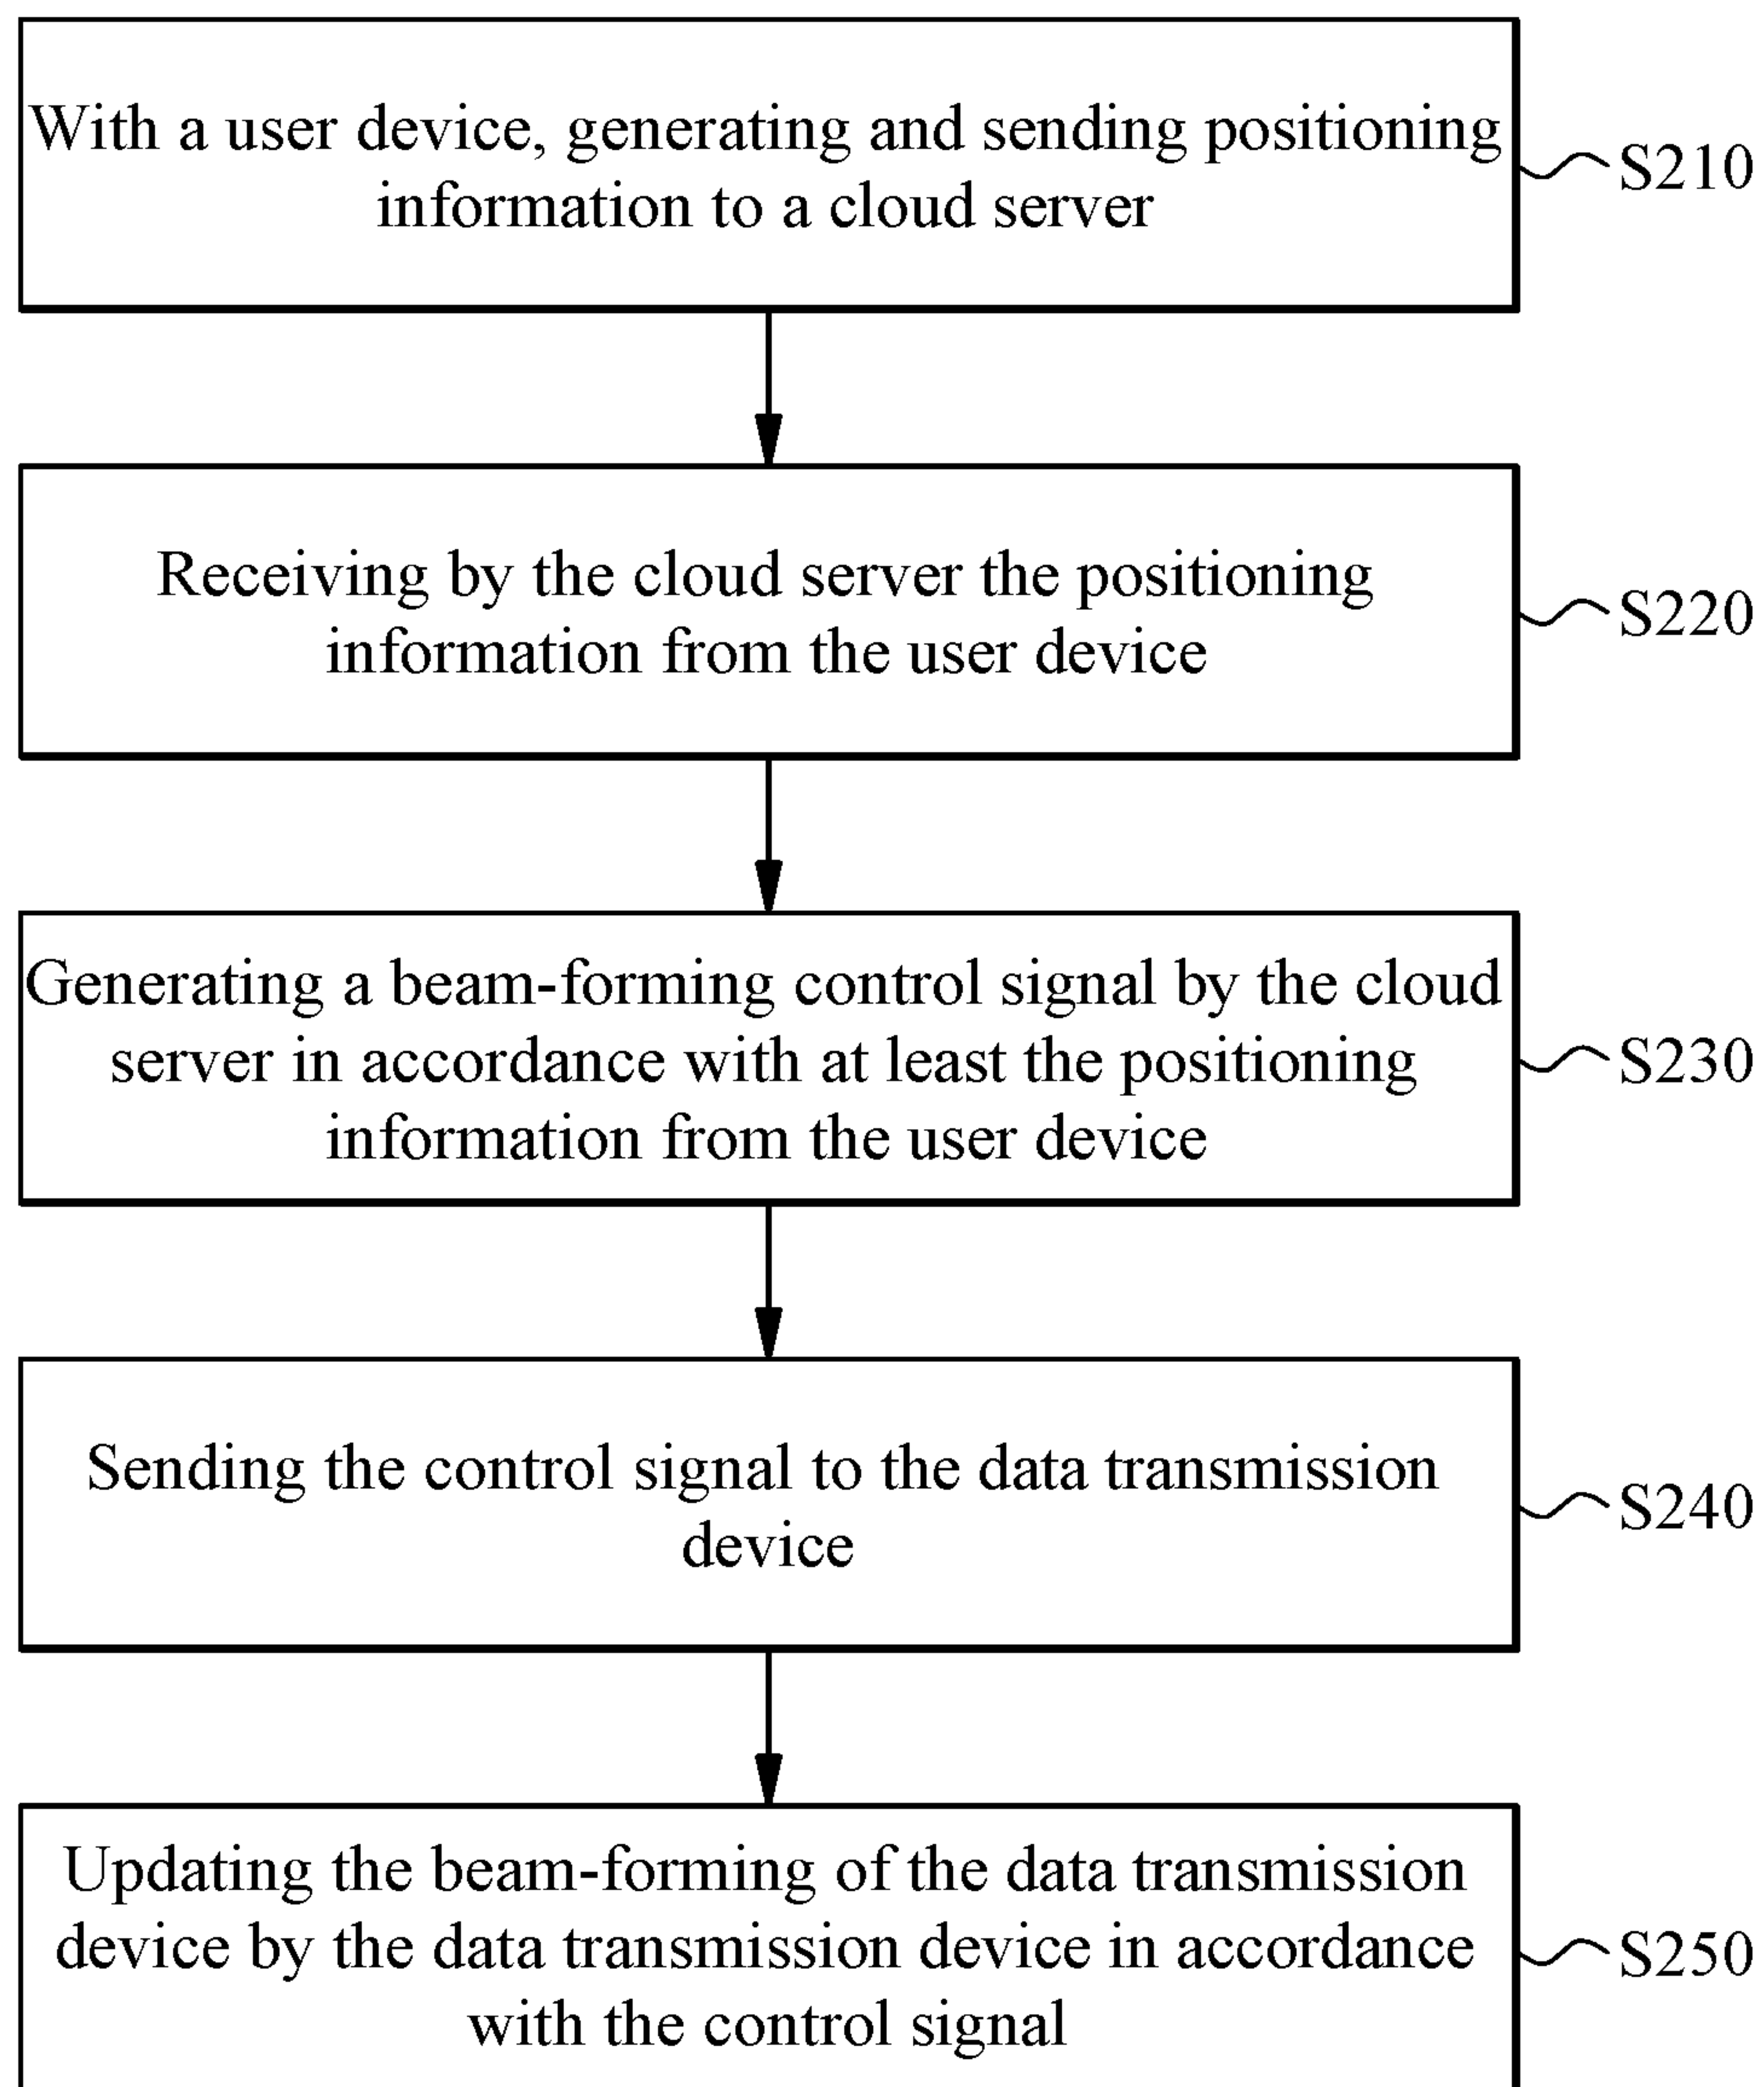 With a user device, generating and sending positioning
information to a cloud server
S210
Receiving by the cloud server the positioning
information from the user device
S220
Generating a beam-forming control signal by the cloud
server in accordance with at least the positioning
information from the user device
S230
Sending the control signal to the data transmission
device
S240
Updating the beam-forming of the data transmission
device by the data transmission device in accordance
with the control signal
S250